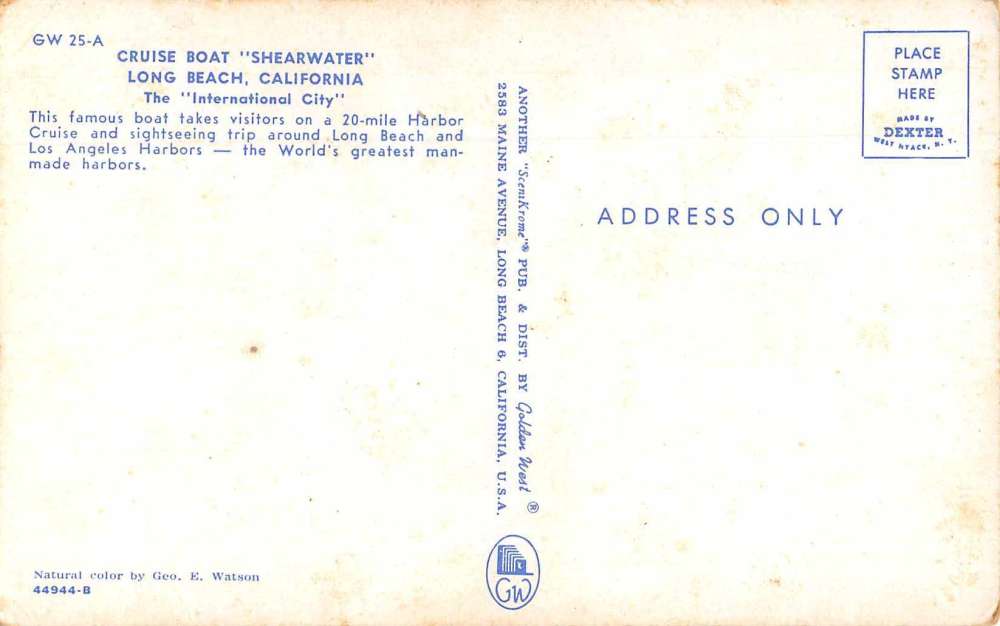 GW 25-A
CRUISE BOAT "SHEARWATER"
LONG BEACH, CALIFORNIA
The "International City"
This famous boat takes visitors on a 20-mile Harbor
Cruise and sightseeing trip around Long Beach and
Los Angeles Harbors — the World's greatest man-
made harbors.
Natural color by Geo. E. Watson
44944-B
ANOTHER "ScemKrome"® PUB. & DIST. BY Golden West ®
2583 MAINE AVENUE, LONG BEACH 6, CALIFORNIA, U.S.A.
GW
PLACE
STAMP
HERE
MADE BY
DEXTER
WEST NYACK, N. Y.
ADDRESS ONLY